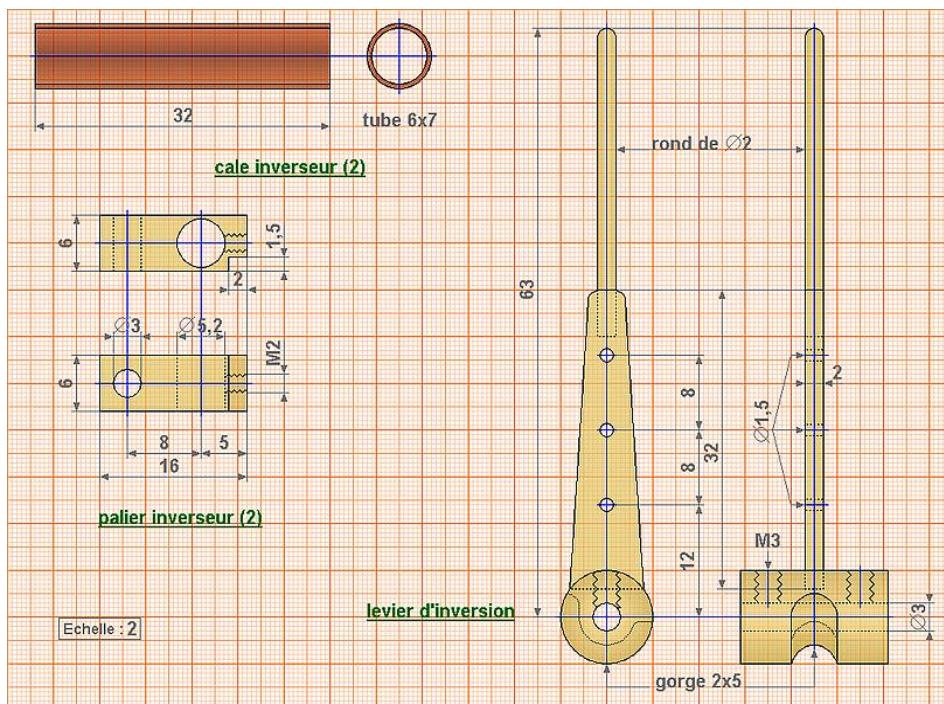 32
tube 6x7
cale inverseur (2)
rond de ∅2
6
1,5
2
63
∅3
∅5,2
M2
6
8
5
16
palier inverseur (2)
8
8
32
12
2
∅1,5
M3
∅3
levier d'inversion
Echelle : 2
gorge 2x5